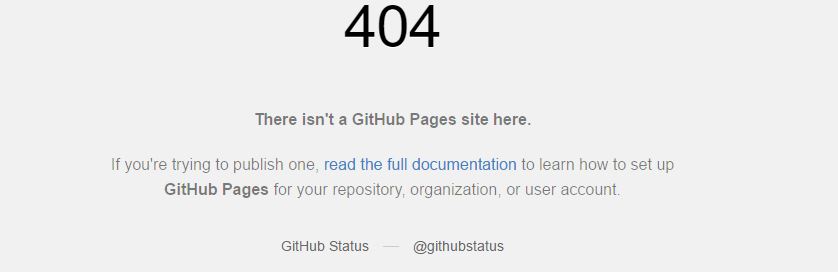 404
There isn't a GitHub Pages site here.
If you're trying to publish one, read the full documentation to learn how to set up
GitHub Pages for your repository, organization, or user account.
GitHub Status — @githubstatus